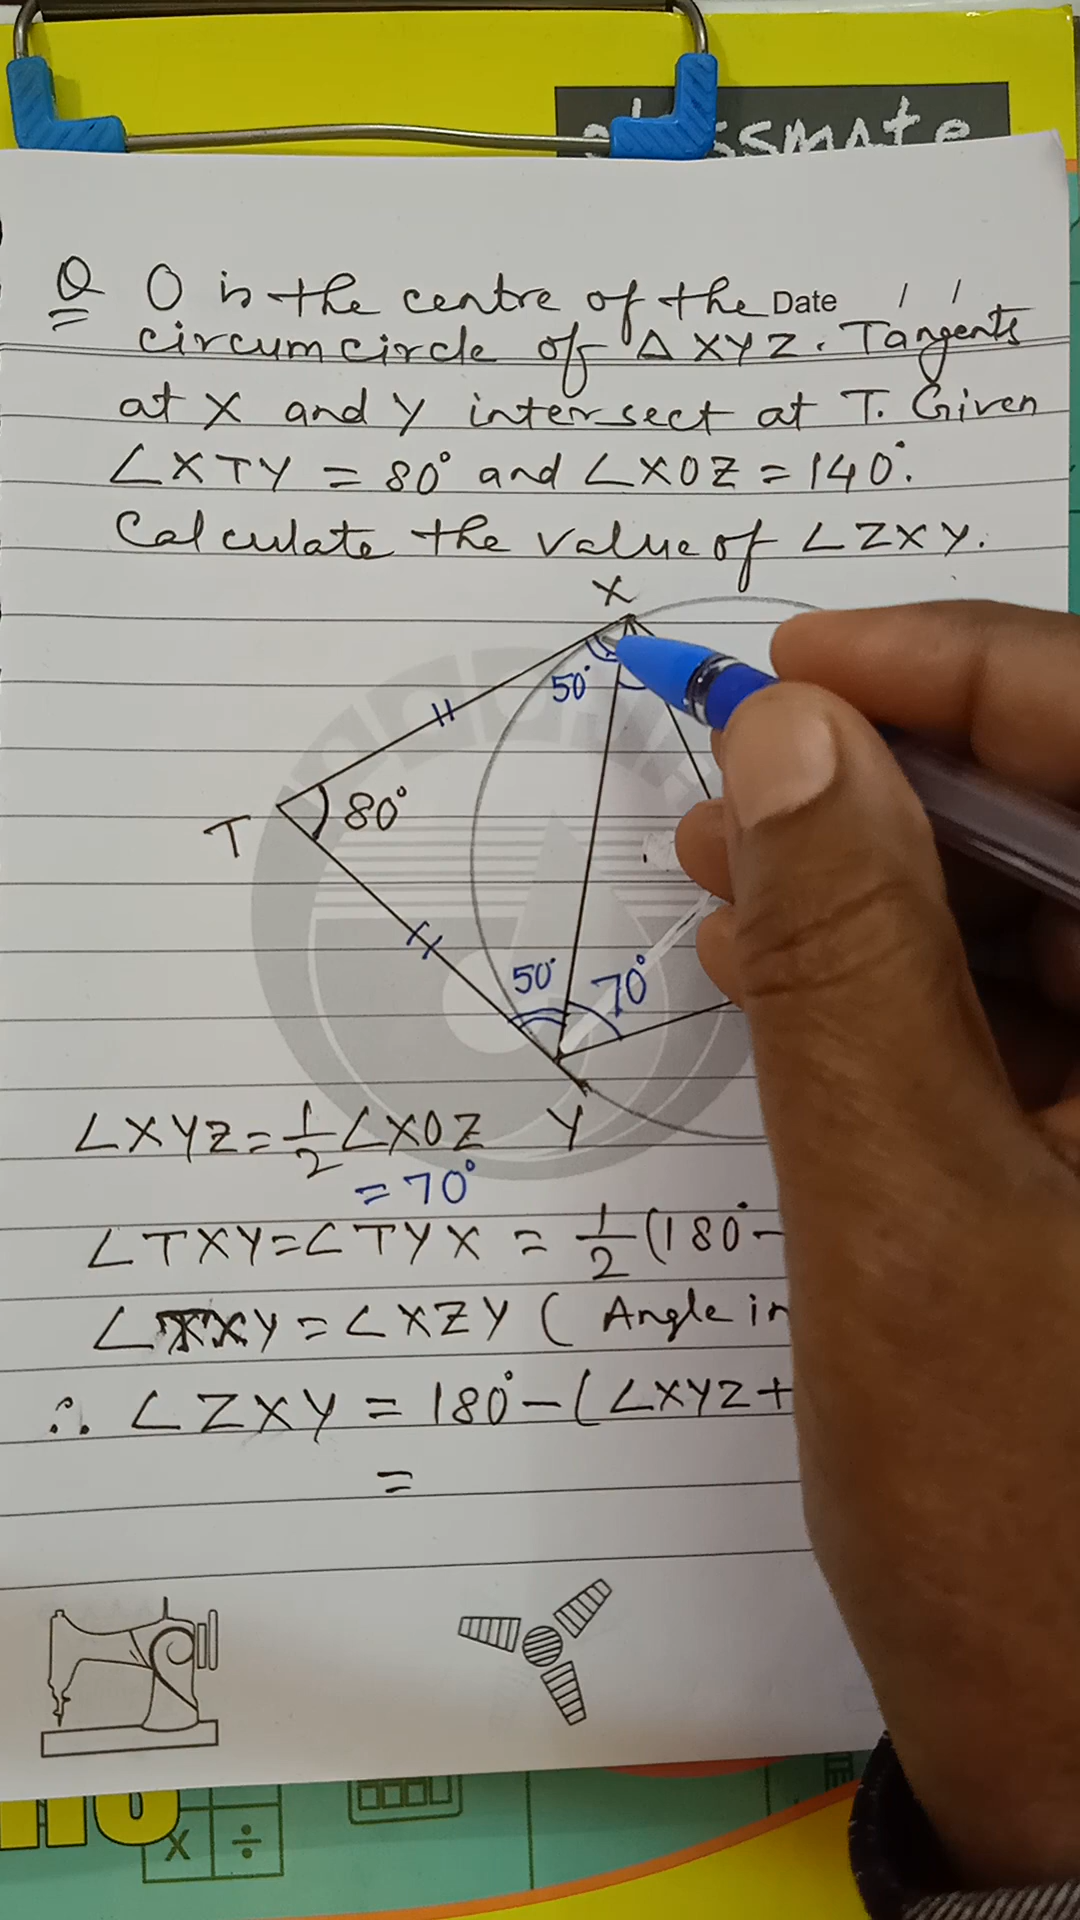 classmate
Q O is the centre of the
Date / /
circumcircle of ΔXYZ. Tangents
at X and Y intersect at T. Given
∠XTY = 80° and ∠XOZ = 140°.
Calculate the value of ∠ZXY.
X
50°
T 80°
50° 70°
∠XYZ = 1/2 ∠XOZ Y
= 70°
∠TXY = ∠TYX = 1/2 (180° -
∠TXY = ∠XZY ( Angle in
∴ ∠ZXY = 180° - ( ∠XYZ +
=
x ÷